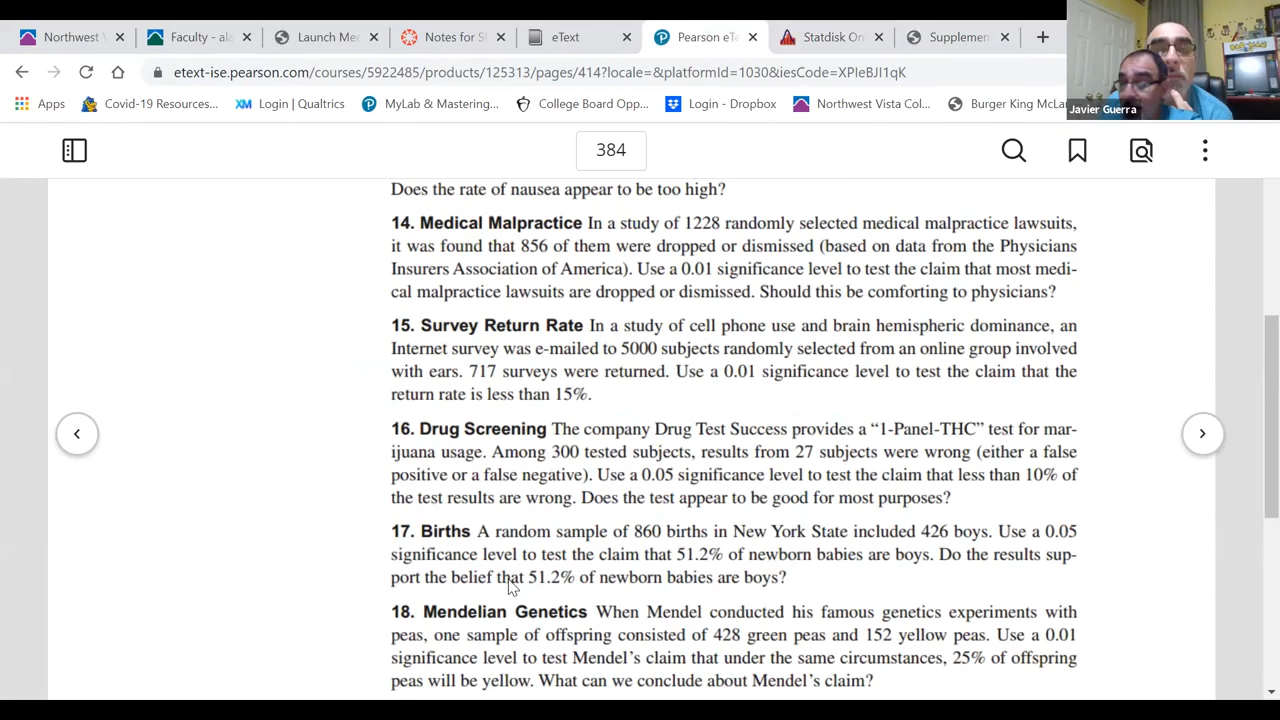 Northwest V
Faculty - ala
Launch Mee
Notes for S
eText
Pearson eTe
Statdisk On
Supplemen
etext-ise.pearson.com/courses/5922485/products/125313/pages/414?locale=&platformId=1030&iesCode=XPIeBJI1qK
Apps
Covid-19 Resources...
XM Login | Qualtrics
MyLab & Mastering...
College Board Opp...
Login - Dropbox
Northwest Vista Col...
Burger King McLa
Javier Guerra
384
Does the rate of nausea appear to be too high?
14. Medical Malpractice In a study of 1228 randomly selected medical malpractice lawsuits,
it was found that 856 of them were dropped or dismissed (based on data from the Physicians
Insurers Association of America). Use a 0.01 significance level to test the claim that most medi-
cal malpractice lawsuits are dropped or dismissed. Should this be comforting to physicians?
15. Survey Return Rate In a study of cell phone use and brain hemispheric dominance, an
Internet survey was e-mailed to 5000 subjects randomly selected from an online group involved
with ears. 717 surveys were returned. Use a 0.01 significance level to test the claim that the
return rate is less than 15%.
16. Drug Screening The company Drug Test Success provides a “1-Panel-THC” test for mar-
ijuana usage. Among 300 tested subjects, results from 27 subjects were wrong (either a false
positive or a false negative). Use a 0.05 significance level to test the claim that less than 10% of
the test results are wrong. Does the test appear to be good for most purposes?
17. Births A random sample of 860 births in New York State included 426 boys. Use a 0.05
significance level to test the claim that 51.2% of newborn babies are boys. Do the results sup-
port the belief that 51.2% of newborn babies are boys?
18. Mendelian Genetics When Mendel conducted his famous genetics experiments with
peas, one sample of offspring consisted of 428 green peas and 152 yellow peas. Use a 0.01
significance level to test Mendel’s claim that under the same circumstances, 25% of offspring
peas will be yellow. What can we conclude about Mendel’s claim?